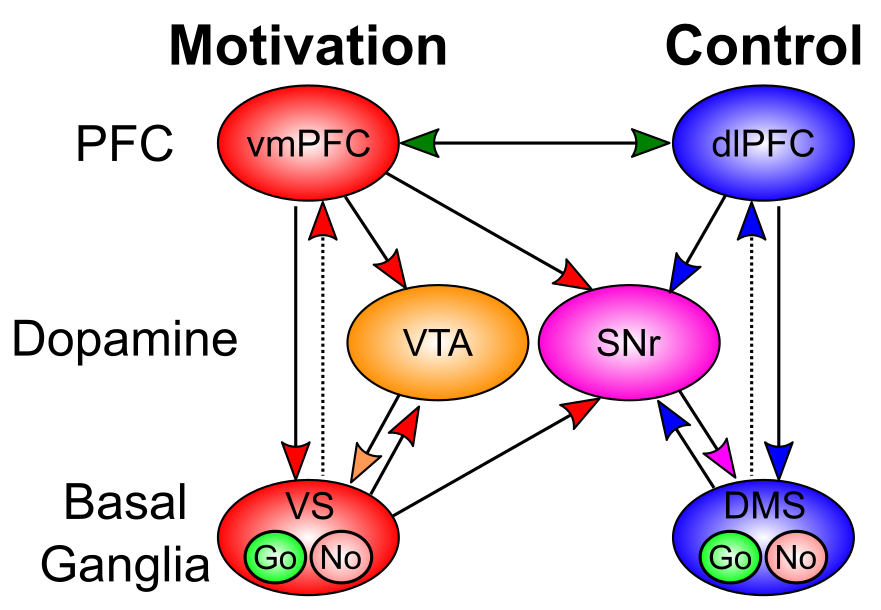 Motivation Control
PFC vmPFC dlPFC
Dopamine VTA SNr
Basal
Ganglia
VS DMS
Go No Go No